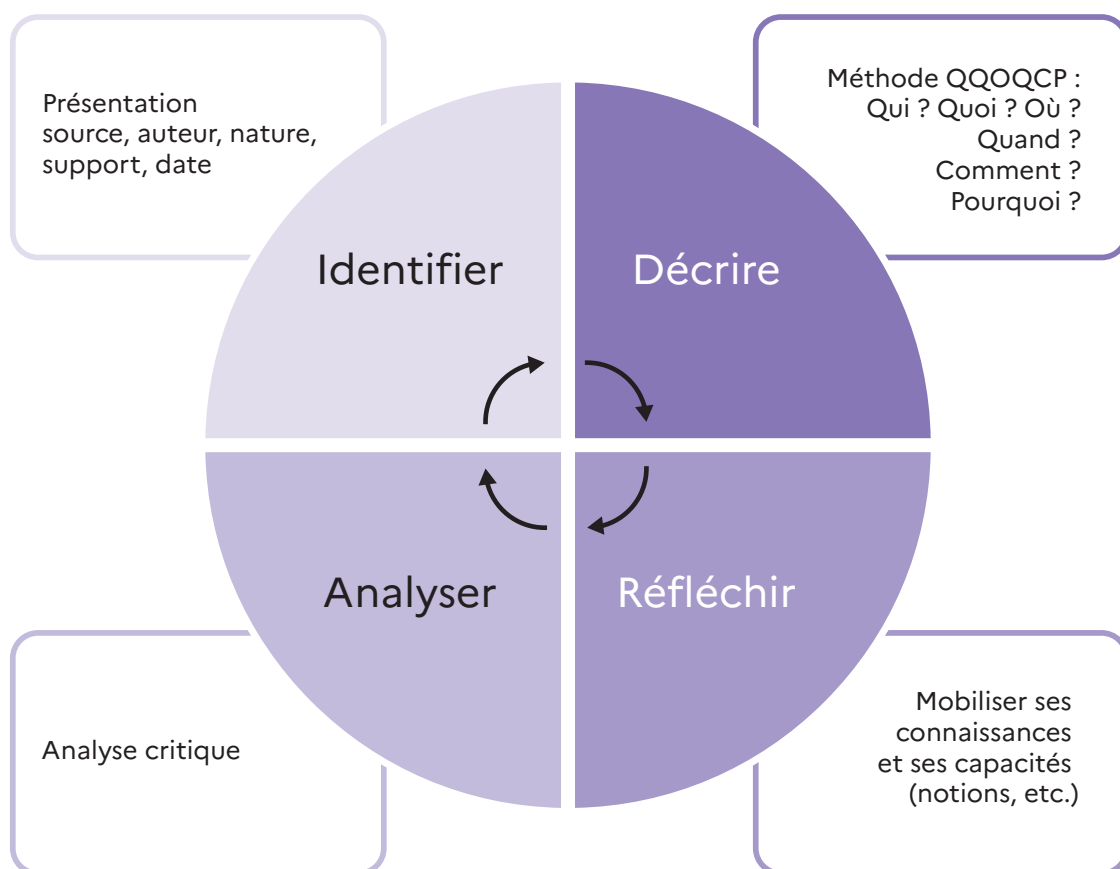 Présentation
source, auteur, nature,
support, date
Méthode QQOQCP :
Qui ? Quoi ? Où ?
Quand ?
Comment ?
Pourquoi ?
Identifier
Décrire
Analyser
Réfléchir
Analyse critique
Mobiliser ses
connaissances
et ses capacités
(notions, etc.)